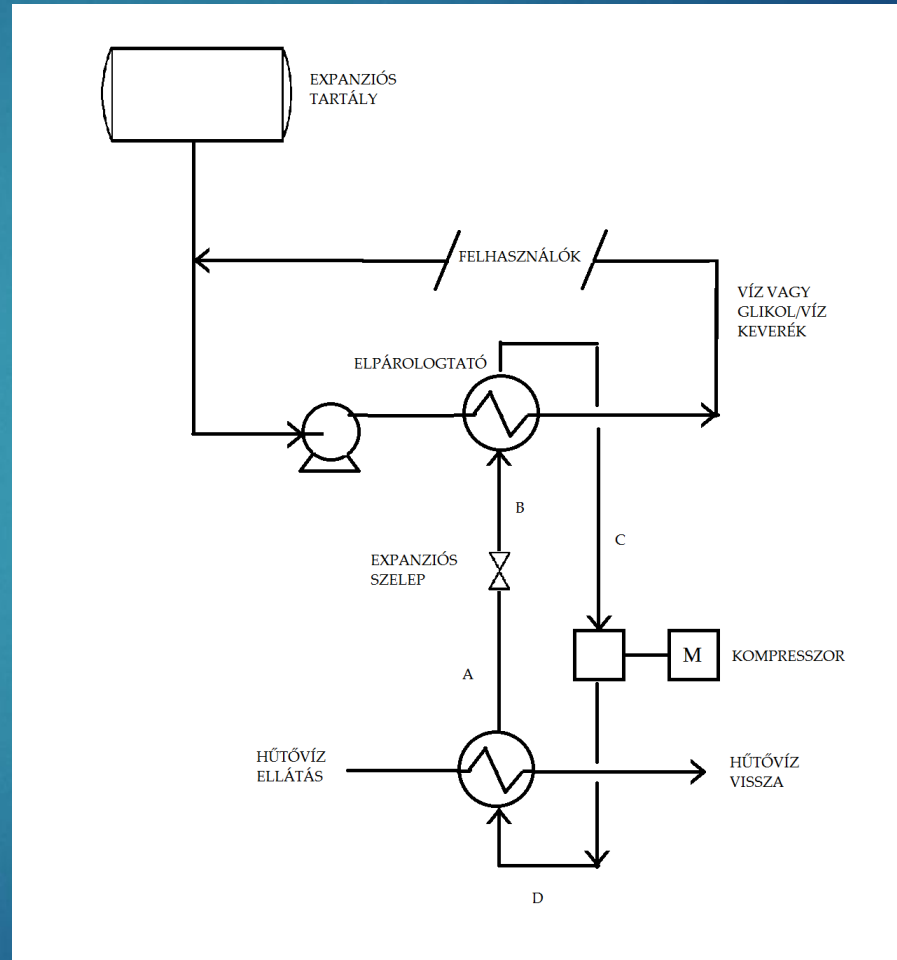 EXPANZIÓS
TARTÁLY
FELHASZNÁLÓK
VÍZ VAGY
GLIKOL/VÍZ
KEVERÉK
ELPÁROLOGTATÓ
B
C
EXPANZIÓS
SZELEP
M
KOMPRESSZOR
A
HŰTŐVÍZ
ELLÁTÁS
HŰTŐVÍZ
VISSZA
D